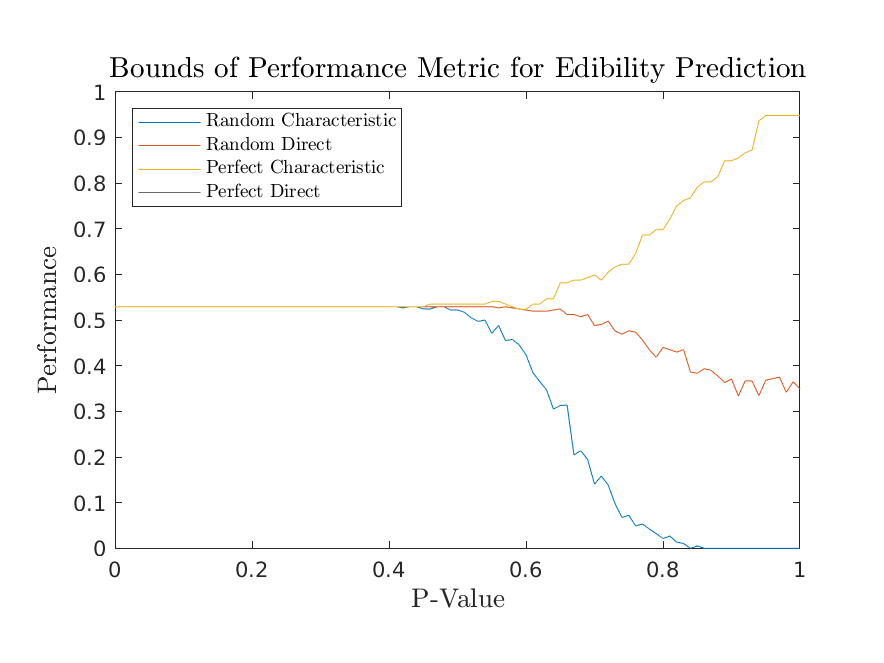 Bounds of Performance Metric for Edibility Prediction
1
0.9
0.8
0.7
0.6
0.5
0.4
0.3
0.2
0.1
0
Performance
Random Characteristic
Random Direct
Perfect Characteristic
Perfect Direct
0 0.2 0.4 0.6 0.8 1
P-Value